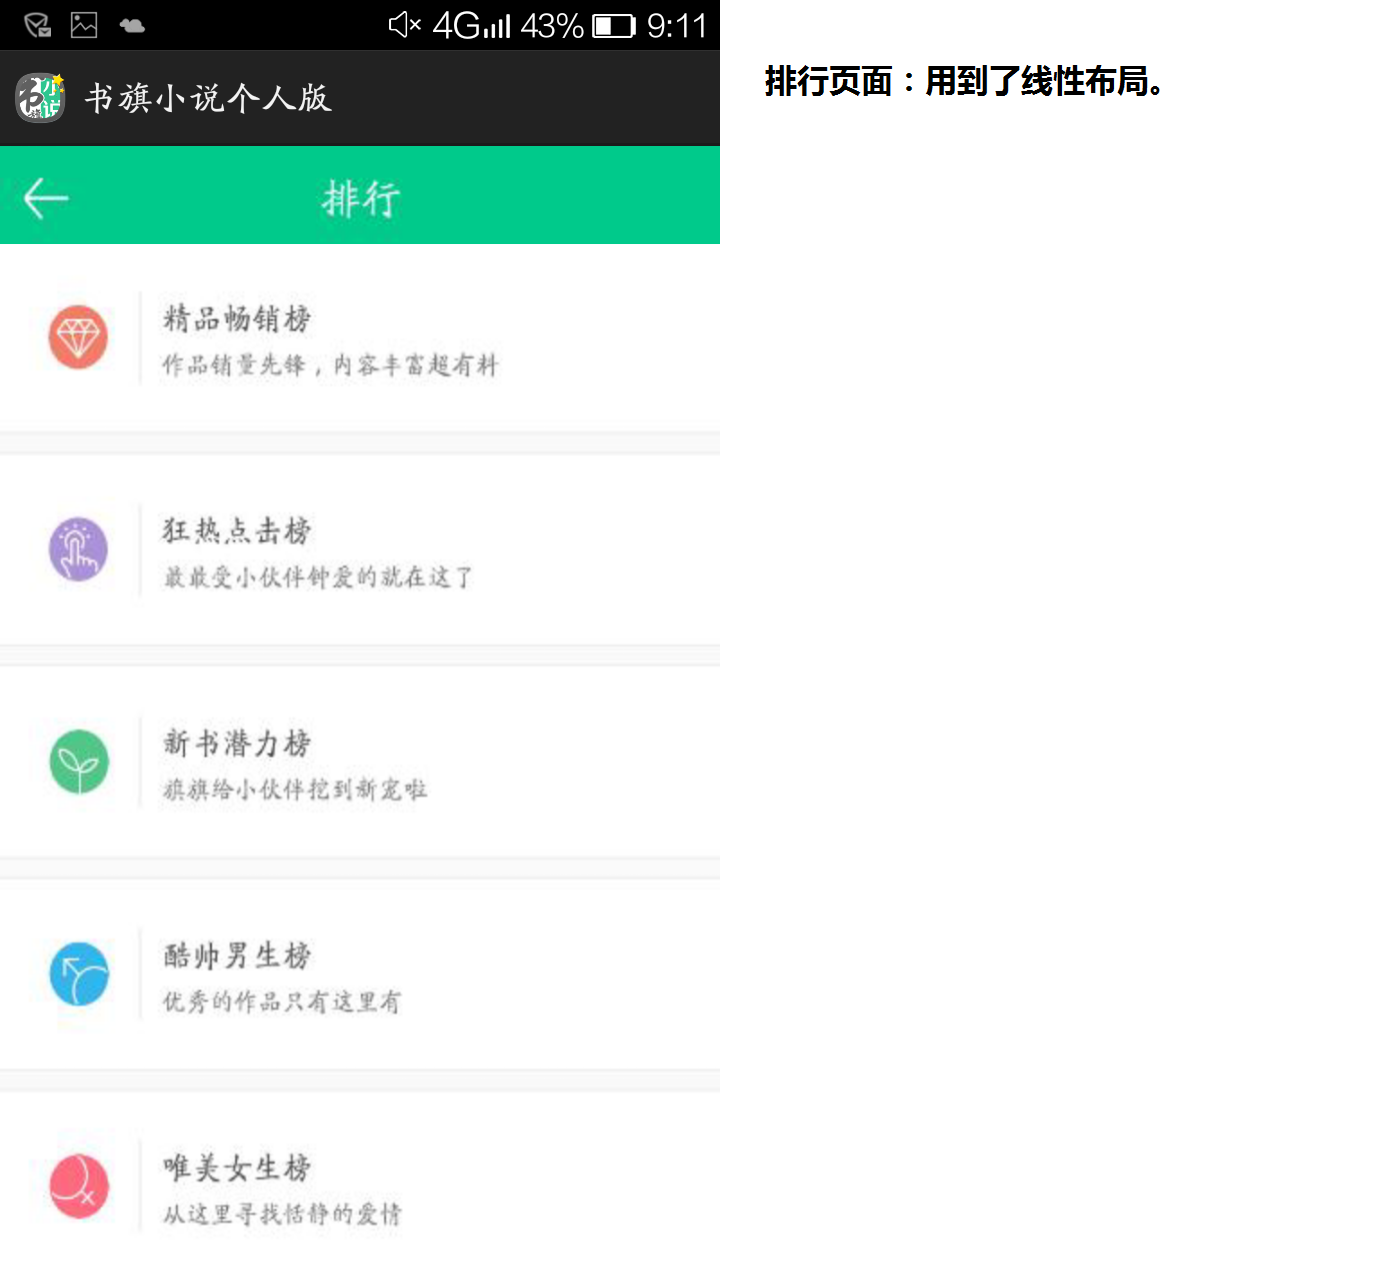 4G 43% 9:11
书旗小说个人版
排行页面：用到了线性布局。
排行
精品畅销榜
作品销量先锋，内容丰富超有料
狂热点击榜
最最受小伙伴钟爱的就在这了
新书潜力榜
旗旗给小伙伴挖到新宠啦
酷帅男生榜
优秀的作品只有这里有
唯美女生榜
从这里寻找恬静的爱情